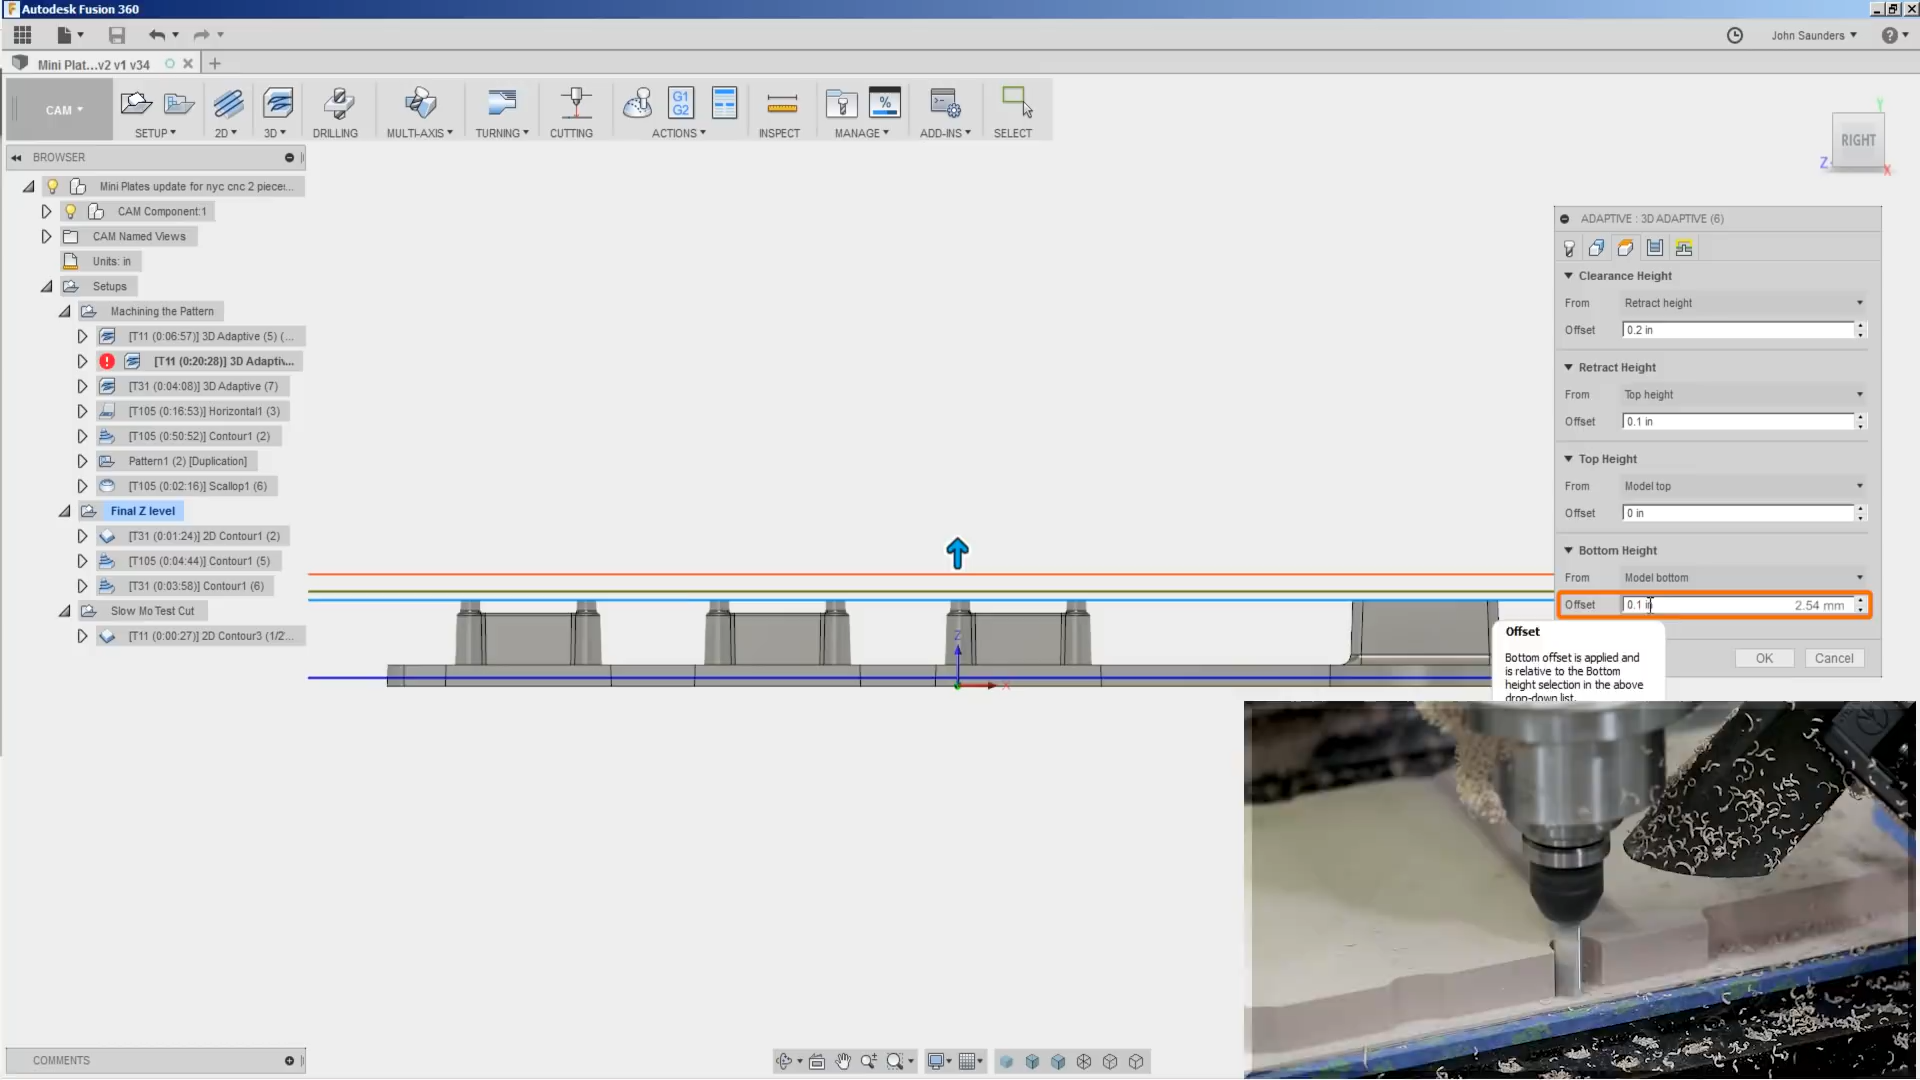 Autodesk Fusion 360
John Saunders
Mini Plat...v2 v1 v34
CAM
G1
G2
%
SETUP
2D
3D
DRILLING
MULTI-AXIS
TURNING
CUTTING
ACTIONS
INSPECT
MANAGE
ADD-INS
SELECT
Y
RIGHT
Z
X
BROWSER
Mini Plates update for nyc cnc 2 piece:...
CAM Component:1
CAM Named Views
Units: in
Setups
Machining the Pattern
[T11 (0:06:57)] 3D Adaptive (5) (...
[T11 (0:20:28)] 3D Adaptiv...
[T31 (0:04:08)] 3D Adaptive (7)
[T105 (0:16:53)] Horizontal1 (3)
[T105 (0:50:52)] Contour1 (2)
Pattern1 (2) [Duplication]
[T105 (0:02:16)] Scallop1 (6)
Final Z level
[T31 (0:01:24)] 2D Contour1 (2)
[T105 (0:04:44)] Contour1 (5)
[T31 (0:03:58)] Contour1 (6)
Slow Mo Test Cut
[T11 (0:00:27)] 2D Contour3 (1/2...
ADAPTIVE : 3D ADAPTIVE (6)
Clearance Height
From Retract height
Offset 0.2 in
Retract Height
From Top height
Offset 0.1 in
Top Height
From Model top
Offset 0 in
Bottom Height
From Model bottom
Offset 0.1 in 2.54 mm
OK Cancel
Offset
Bottom offset is applied and
is relative to the Bottom
height selection in the above
drop-down list.
Z
X
COMMENTS